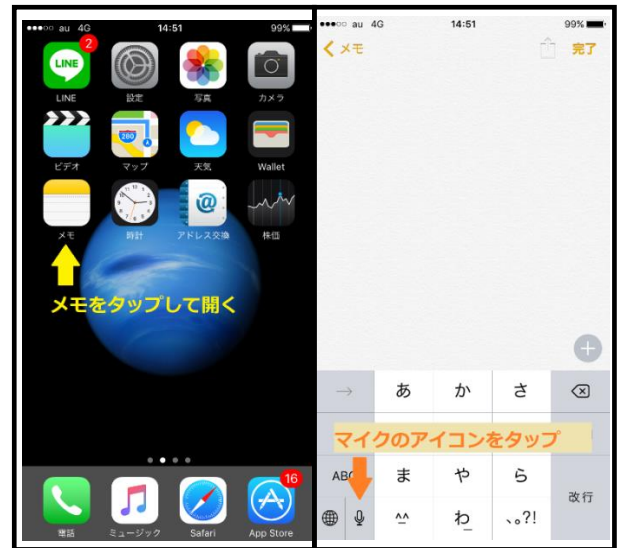 au 4G 14:51 99%
2
LINE
LINE 設定 写真 カメラ
280
ビデオ マップ 天気 Wallet
メモ 時計 アドレス交換 株価
メモをタップして開く
16
電話 ミュージック Safari App Store
au 4G 14:51 99%
メモ 完了
→ あ か さ
マイクのアイコンをタップ
ABC ま や ら
改行
^^ わ 、。?!